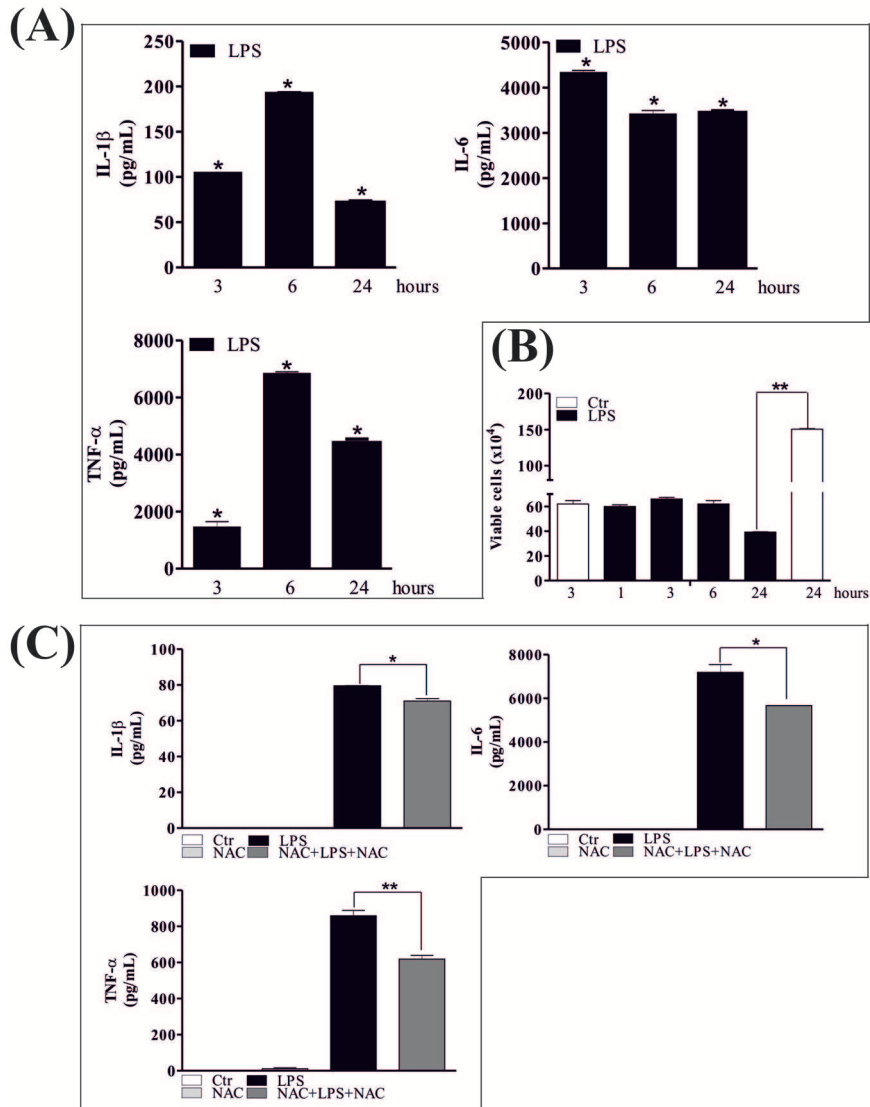 (A)
250
200
150
100
50
0
IL-1β
(pg/mL)
LPS
*
*
*
3 6 24 hours
5000
4000
3000
2000
1000
0
IL-6
(pg/mL)
LPS
*
*
*
3 6 24 hours
8000
6000
4000
2000
0
TNF-α
(pg/mL)
LPS
*
*
*
3 6 24 hours
(B)
200
150
100
60
40
20
0
Viable cells (x10⁴)
Ctr
LPS
**
3 1 3 6 24 24 hours
(C)
100
80
60
40
20
0
IL-1β
(pg/mL)
*
Ctr LPS
NAC NAC+LPS+NAC
8000
6000
4000
2000
0
IL-6
(pg/mL)
*
Ctr LPS
NAC NAC+LPS+NAC
1000
800
600
400
200
0
TNF-α
(pg/mL)
**
Ctr LPS
NAC NAC+LPS+NAC